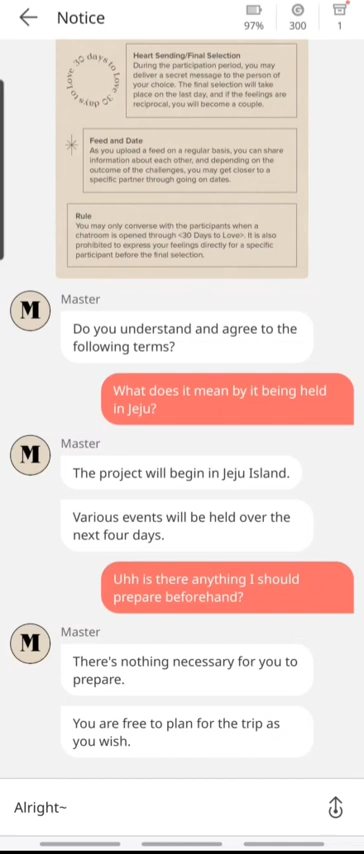 Notice
97%
300
1
30 days to Love 30 days to Love
Heart Sending/Final Selection
During the participation period, you may
deliver a secret message to the person of
your choice. The final selection will take
place on the last day, and if the feelings are
reciprocal, you will become a couple.
Feed and Date
As you upload a feed on a regular basis, you can share
information about each other, and depending on the
outcome of the challenges, you may get closer to a
specific partner through going on dates.
Rule
You may only converse with the participants when a
chatroom is opened through <30 Days to Love>. It is also
prohibited to express your feelings directly for a specific
participant before the final selection.
M
Master
Do you understand and agree to the
following terms?
What does it mean by it being held
in Jeju?
M
Master
The project will begin in Jeju Island.
Various events will be held over the
next four days.
Uhh is there anything I should
prepare beforehand?
M
Master
There's nothing necessary for you to
prepare.
You are free to plan for the trip as
you wish.
Alright~